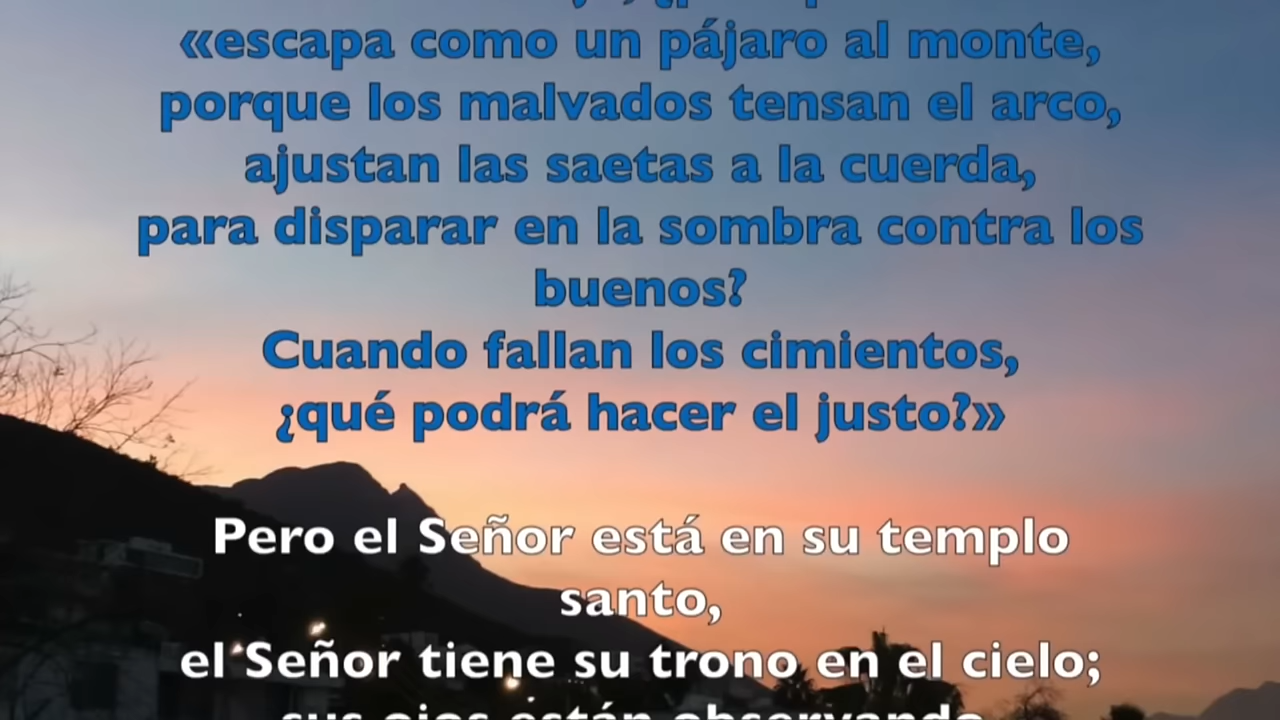 «escapa como un pájaro al monte,
porque los malvados tensan el arco,
ajustan las saetas a la cuerda,
para disparar en la sombra contra los
buenos?
Cuando fallan los cimientos,
¿qué podrá hacer el justo?»
Pero el Señor está en su templo
santo,
el Señor tiene su trono en el cielo;
sus ojos están observando